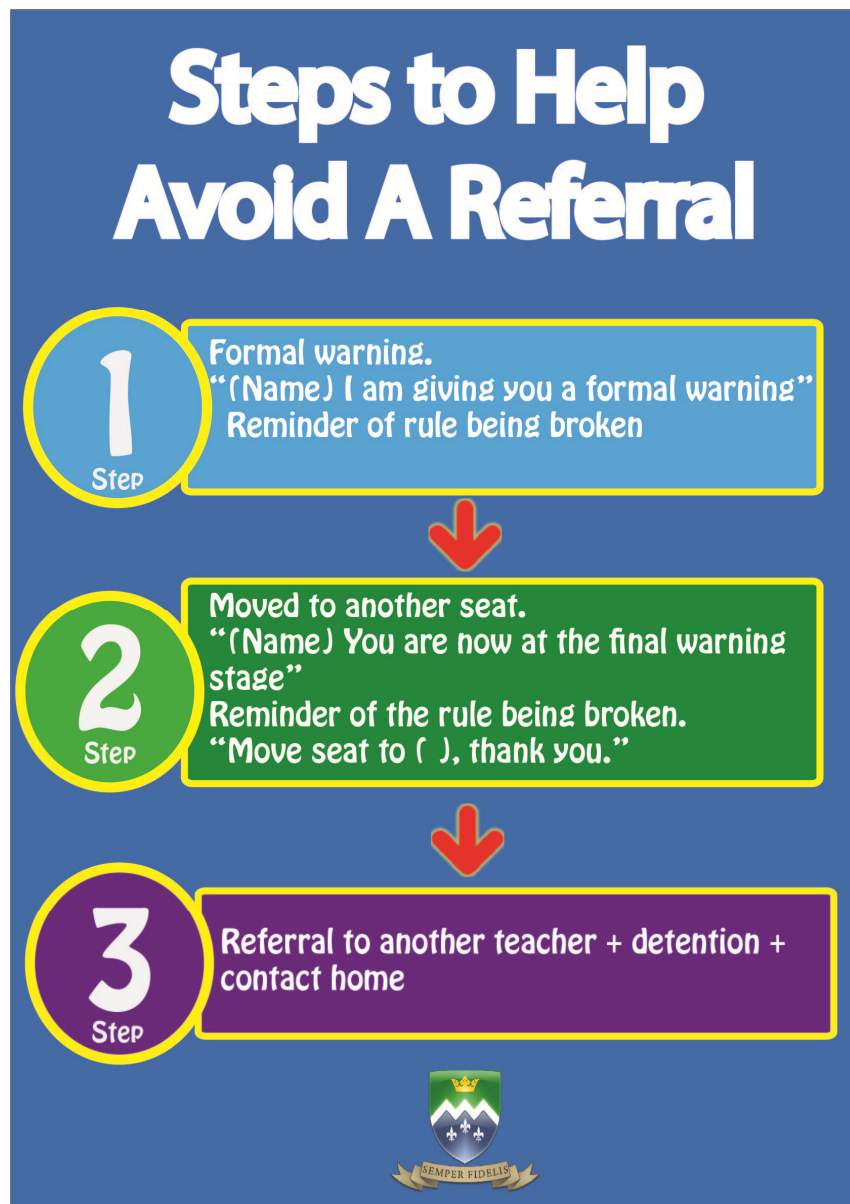 Steps to Help
Avoid A Referral
1
Step
Formal warning.
“(Name) I am giving you a formal warning”
Reminder of rule being broken
2
Step
Moved to another seat.
“(Name) You are now at the final warning
stage”
Reminder of the rule being broken.
“Move seat to ( ), thank you.”
3
Step
Referral to another teacher + detention +
contact home
SEMPER FIDELIS